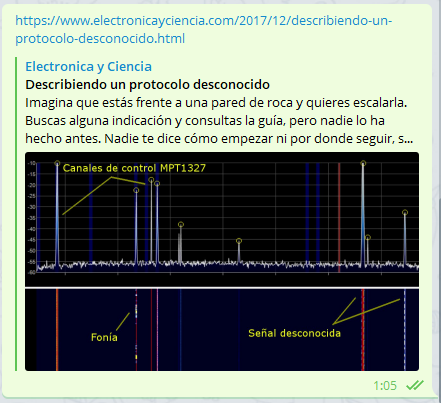 https://www.electronicayciencia.com/2017/12/describiendo-un-
protocolo-desconocido.html
Electronica y Ciencia
Describiendo un protocolo desconocido
Imagina que estás frente a una pared de roca y quieres escalarla.
Buscas alguna indicación y consultas la guía, pero nadie lo ha
hecho antes. Nadie te dice cómo empezar ni por donde seguir, s...
Canales de control MPT1327
-10
-15
-20
-25
-30
-35
-40
-45
-50
-55
-60
Fonía
Señal desconocida
1:05